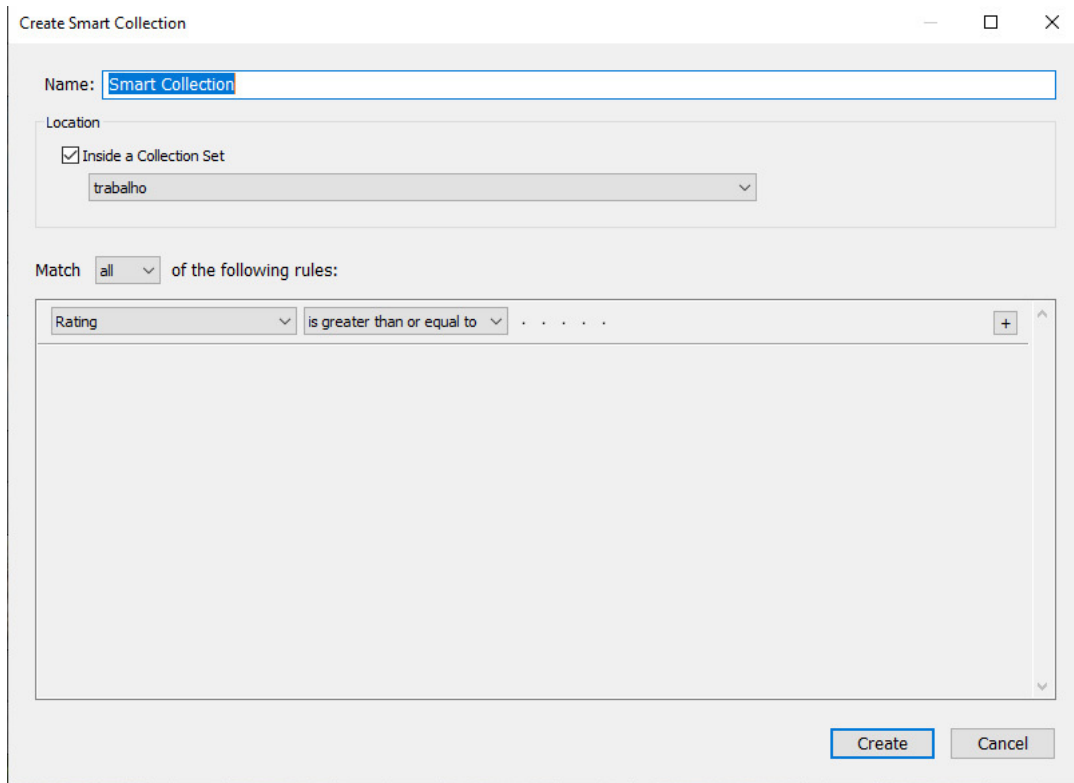 Create Smart Collection
Name: Smart Collection
Location
Inside a Collection Set
trabalho
Match all of the following rules:
Rating is greater than or equal to . . . . . +
Create Cancel